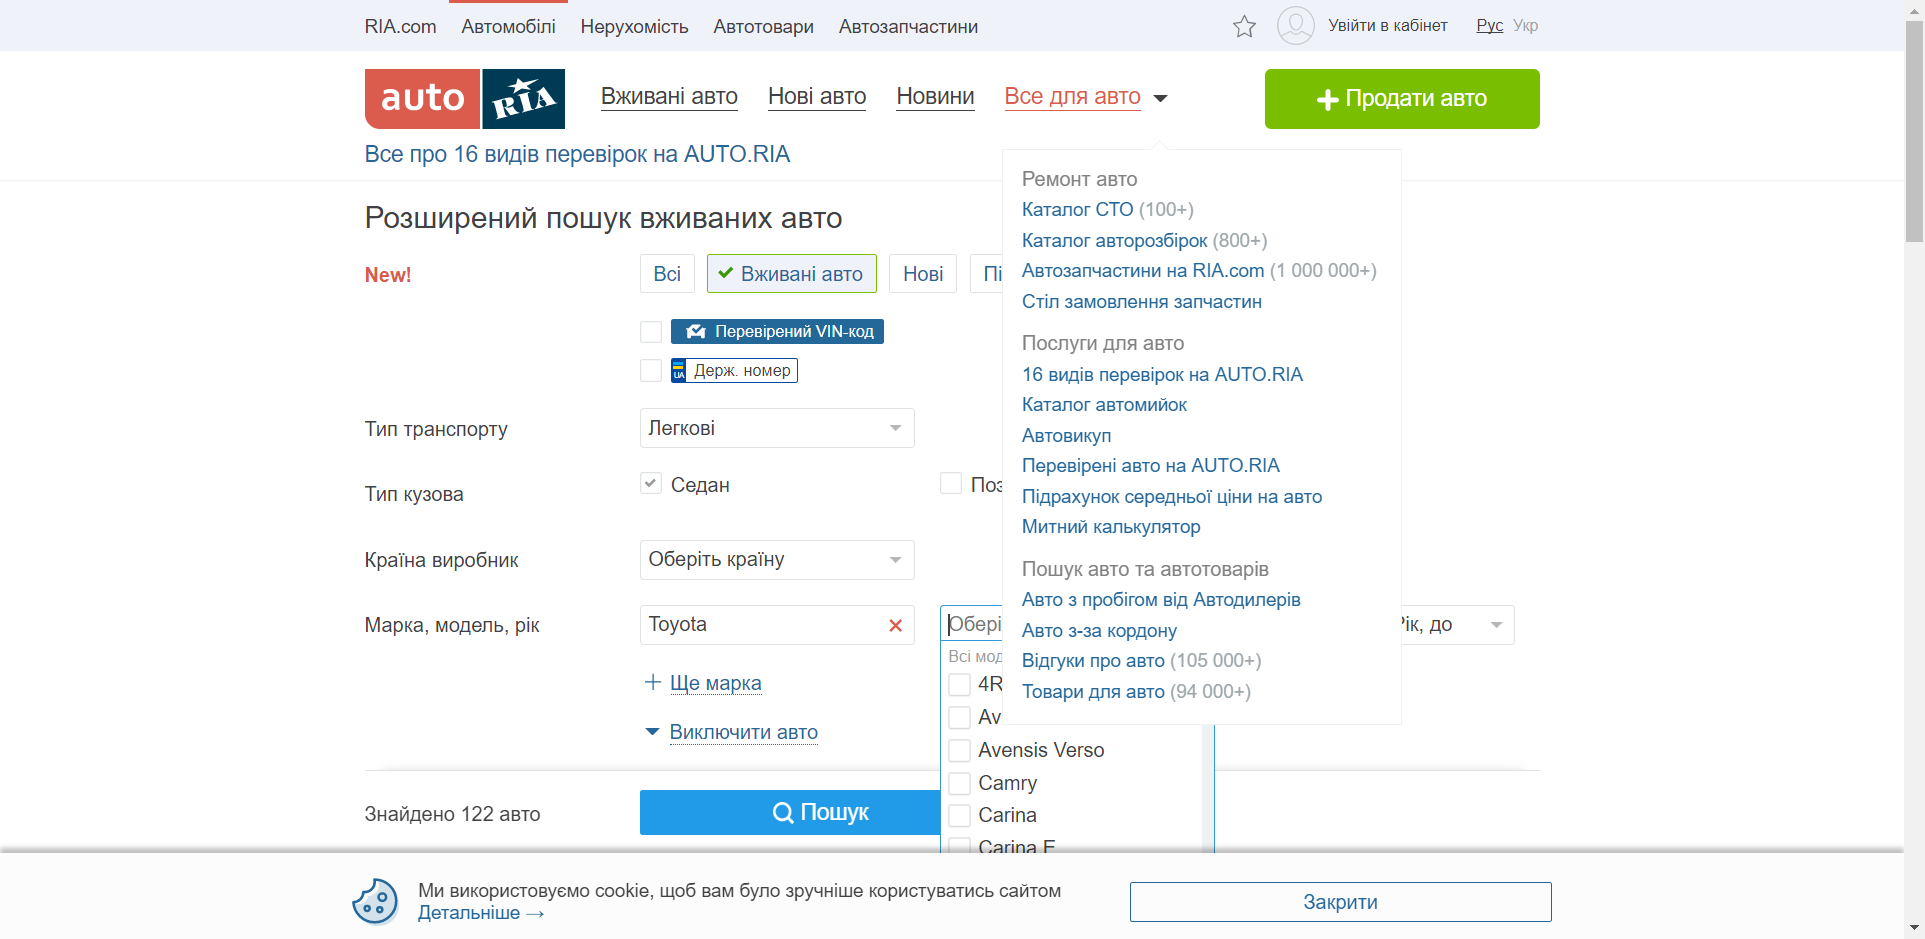 RIA.com Автомобілі Нерухомість Автотовари Автозапчастини Увійти в кабінет Рус Укр
auto RIA Вживані авто Нові авто Новини Все для авто Продати авто
Все про 16 видів перевірок на AUTO.RIA
Розширений пошук вживаних авто
New! Всі Вживані авто Нові Пі
Перевірений VIN-код
UA Держ. номер
Тип транспорту Легкові
Тип кузова Седан Поз
Країна виробник Оберіть країну
Марка, модель, рік Toyota Обері Рік, до
Всі мод
4R
Av
Avensis Verso
Camry
Carina
Carina E
Ще марка
Виключити авто
Знайдено 122 авто Пошук
Ремонт авто
Каталог СТО (100+)
Каталог авторозбірок (800+)
Автозапчастини на RIA.com (1 000 000+)
Стіл замовлення запчастин
Послуги для авто
16 видів перевірок на AUTO.RIA
Каталог автомийок
Автовикуп
Перевірені авто на AUTO.RIA
Підрахунок середньої ціни на авто
Митний калькулятор
Пошук авто та автотоварів
Авто з пробігом від Автодилерів
Авто з-за кордону
Відгуки про авто (105 000+)
Товари для авто (94 000+)
Ми використовуємо cookie, щоб вам було зручніше користуватись сайтом
Детальніше →
Закрити